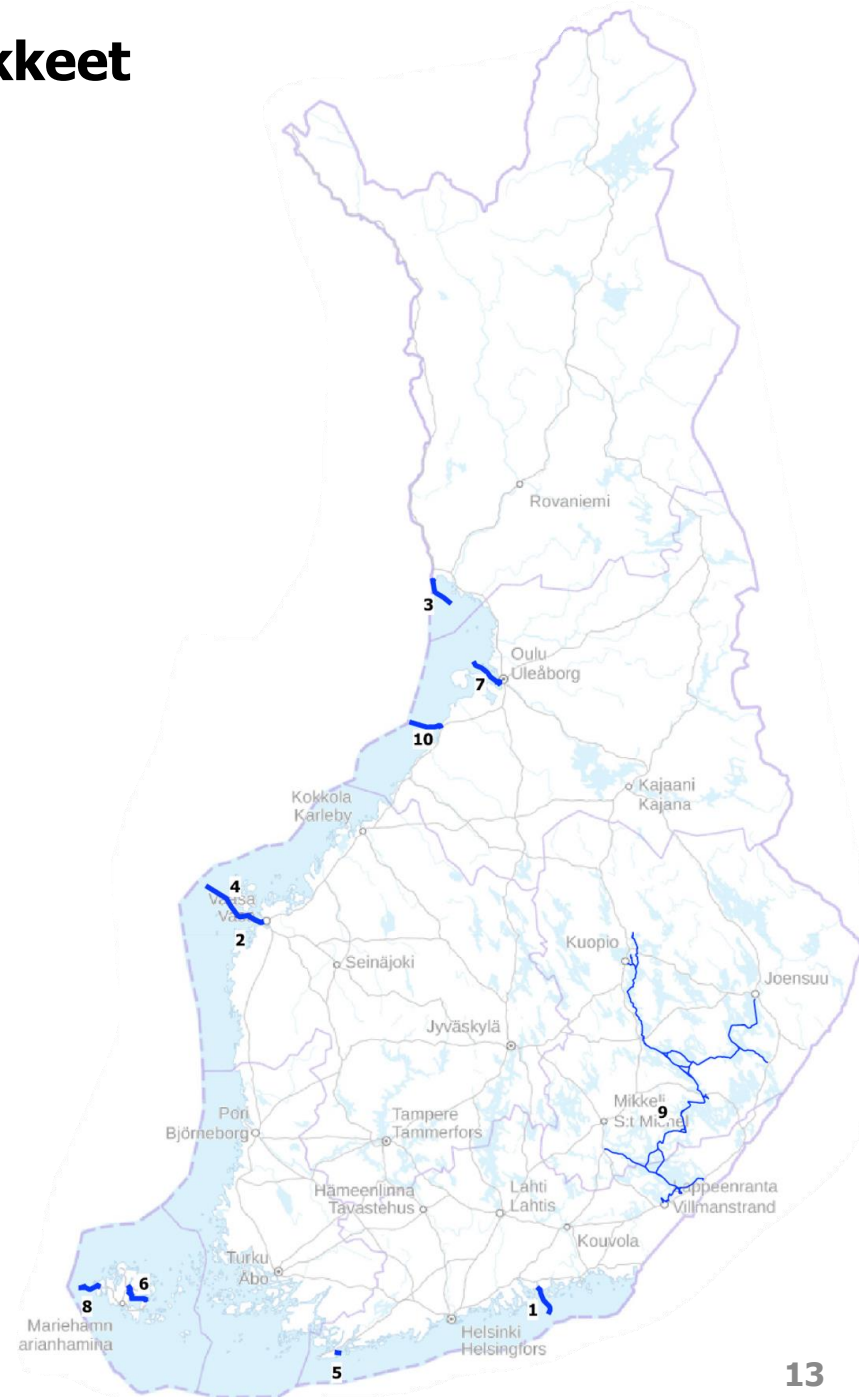 kkeet
Rovaniemi
3
Oulu
Uleåborg
7
10
Kajaani
Kajana
Kokkola
Karleby
4
Vaasa
2
Seinäjoki
Kuopio
Joensuu
Jyväskylä
Mikkeli
9
S:t Michel
Pori
Björneborg
Tampere
Tammerfors
Hämeenlinna
Tavastehus
Lahti
Lahtis
ppeenranta
Villmanstrand
Kouvola
Turku
Åbo
6
8
1
Mariehamn
arianhamina
Helsinki
Helsingfors
5
13